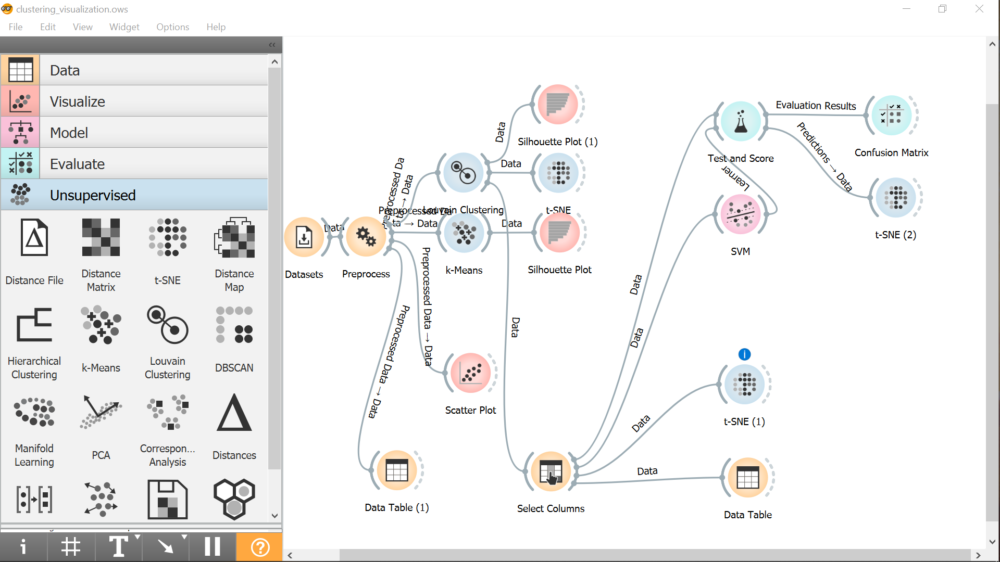 clustering_visualization.ows
File Edit View Widget Options Help
Data
Visualize
Model
Evaluate
Unsupervised
Distance File
Distance
Matrix
t-SNE
Distance
Map
Hierarchical
Clustering
k-Means
Louvain
Clustering
DBSCAN
Manifold
Learning
PCA
Correspon...
Analysis
Distances
Datasets
Data
Preprocess
Preprocessed Da
ta → Data
Preprocessed Da
ta → Data
Preprocessed Data → Data
Preprocessed Data → Data
Louvain Clustering
Data
Silhouette Plot (1)
Data
t-SNE
k-Means
Data
Silhouette Plot
Data
Scatter Plot
Data Table (1)
Select Columns
Data
Data
Data
Data
Test and Score
Learner
SVM
Evaluation Results
Confusion Matrix
Predictions → Data
t-SNE (2)
t-SNE (1)
Data Table